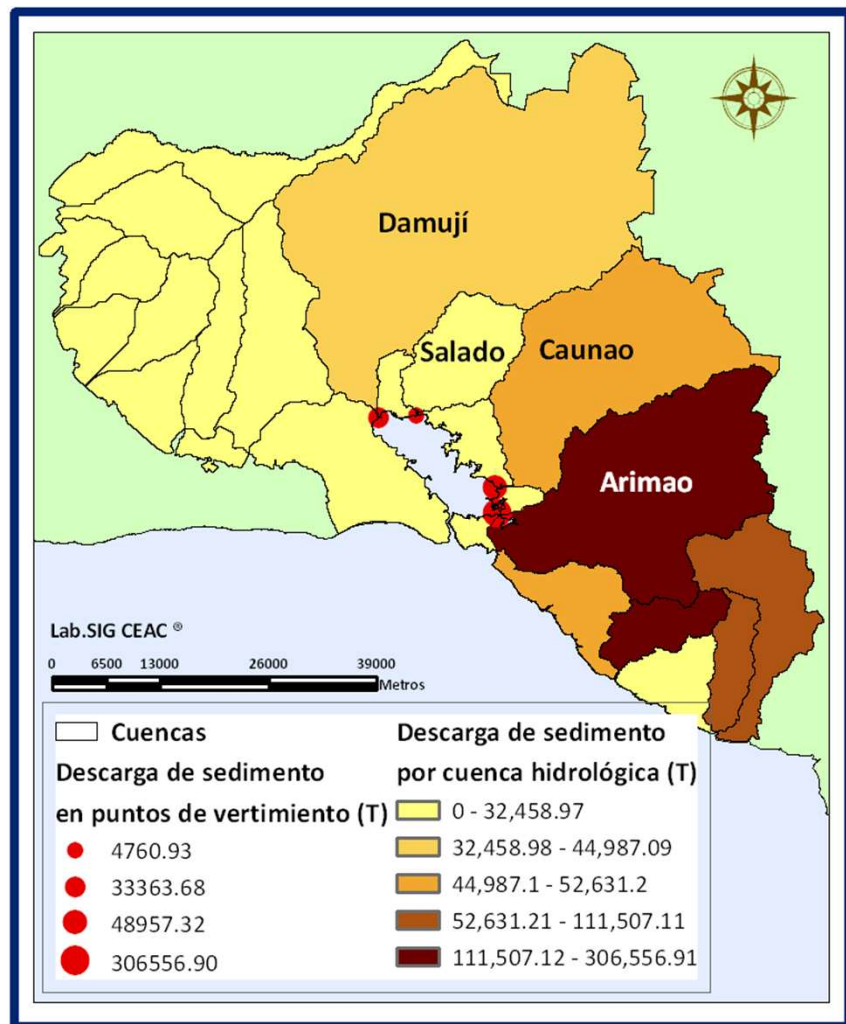 Damují
Salado
Caunao
Arimao
Lab.SIG CEAC ®
0 6500 13000 26000 39000
Metros
Cuencas
Descarga de sedimento
en puntos de vertimiento (T)
4760.93
33363.68
48957.32
306556.90
Descarga de sedimento
por cuenca hidrológica (T)
0 - 32,458.97
32,458.98 - 44,987.09
44,987.1 - 52,631.2
52,631.21 - 111,507.11
111,507.12 - 306,556.91